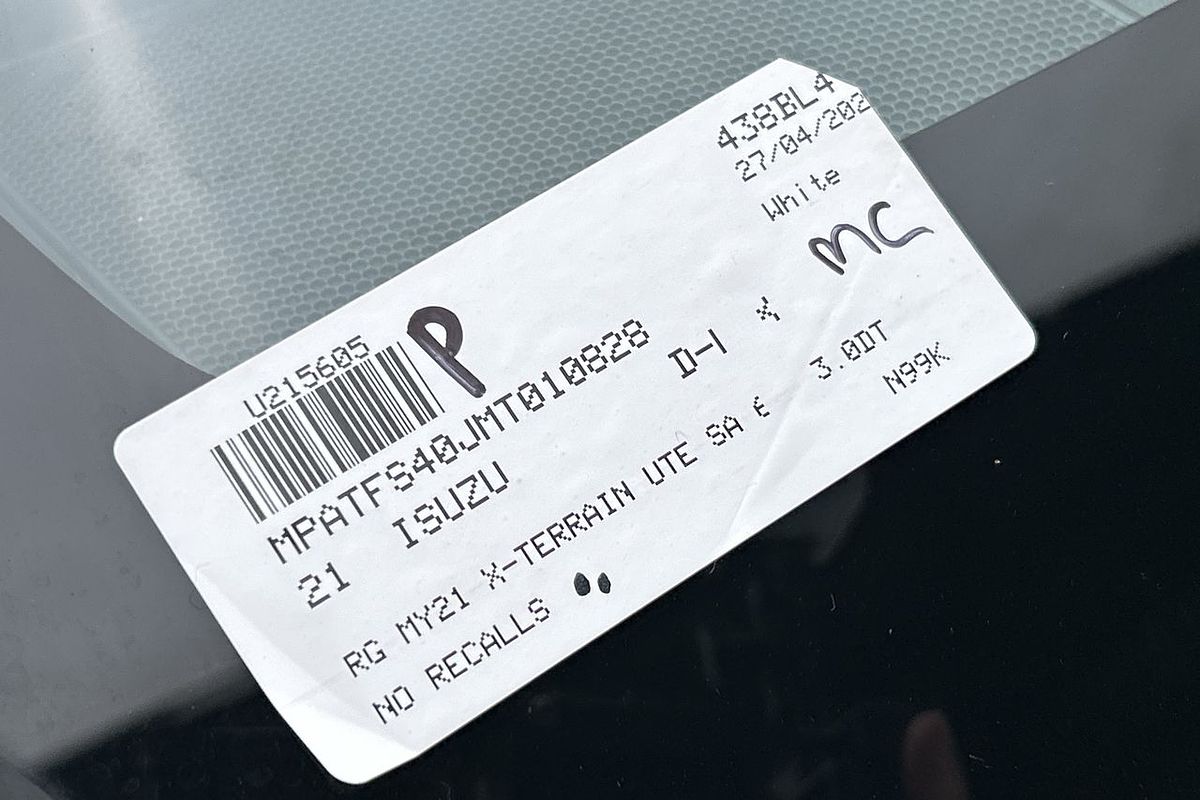 438BL4
27/04/202
White
MC
U215605
P
MPATFS40JMT010828
21 ISUZU D-I
RG MY21 X-TERRAIN UTE SA 3.0DT
NO RECALLS N99K